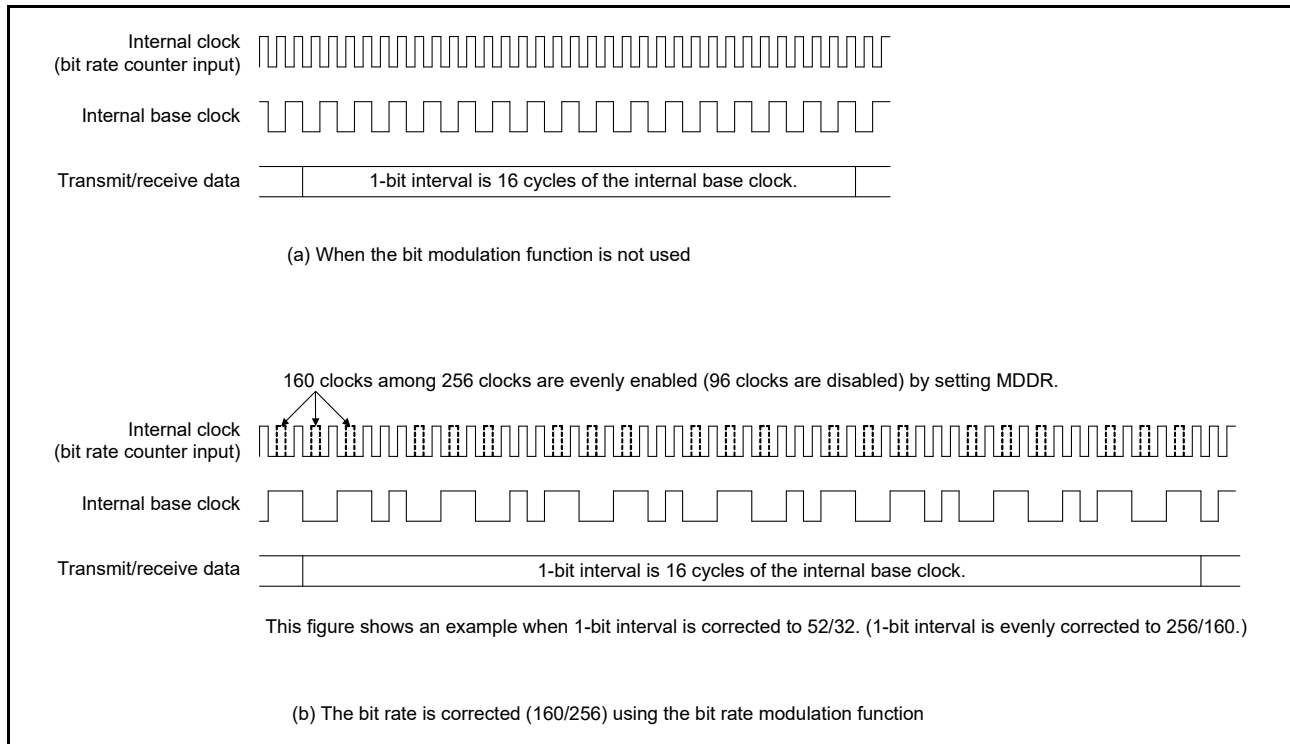 Internal clock
(bit rate counter input)
Internal base clock
Transmit/receive data
1-bit interval is 16 cycles of the internal base clock.
(a) When the bit modulation function is not used
160 clocks among 256 clocks are evenly enabled (96 clocks are disabled) by setting MDDR.
Internal clock
(bit rate counter input)
Internal base clock
Transmit/receive data
1-bit interval is 16 cycles of the internal base clock.
This figure shows an example when 1-bit interval is corrected to 52/32. (1-bit interval is evenly corrected to 256/160.)
(b) The bit rate is corrected (160/256) using the bit rate modulation function